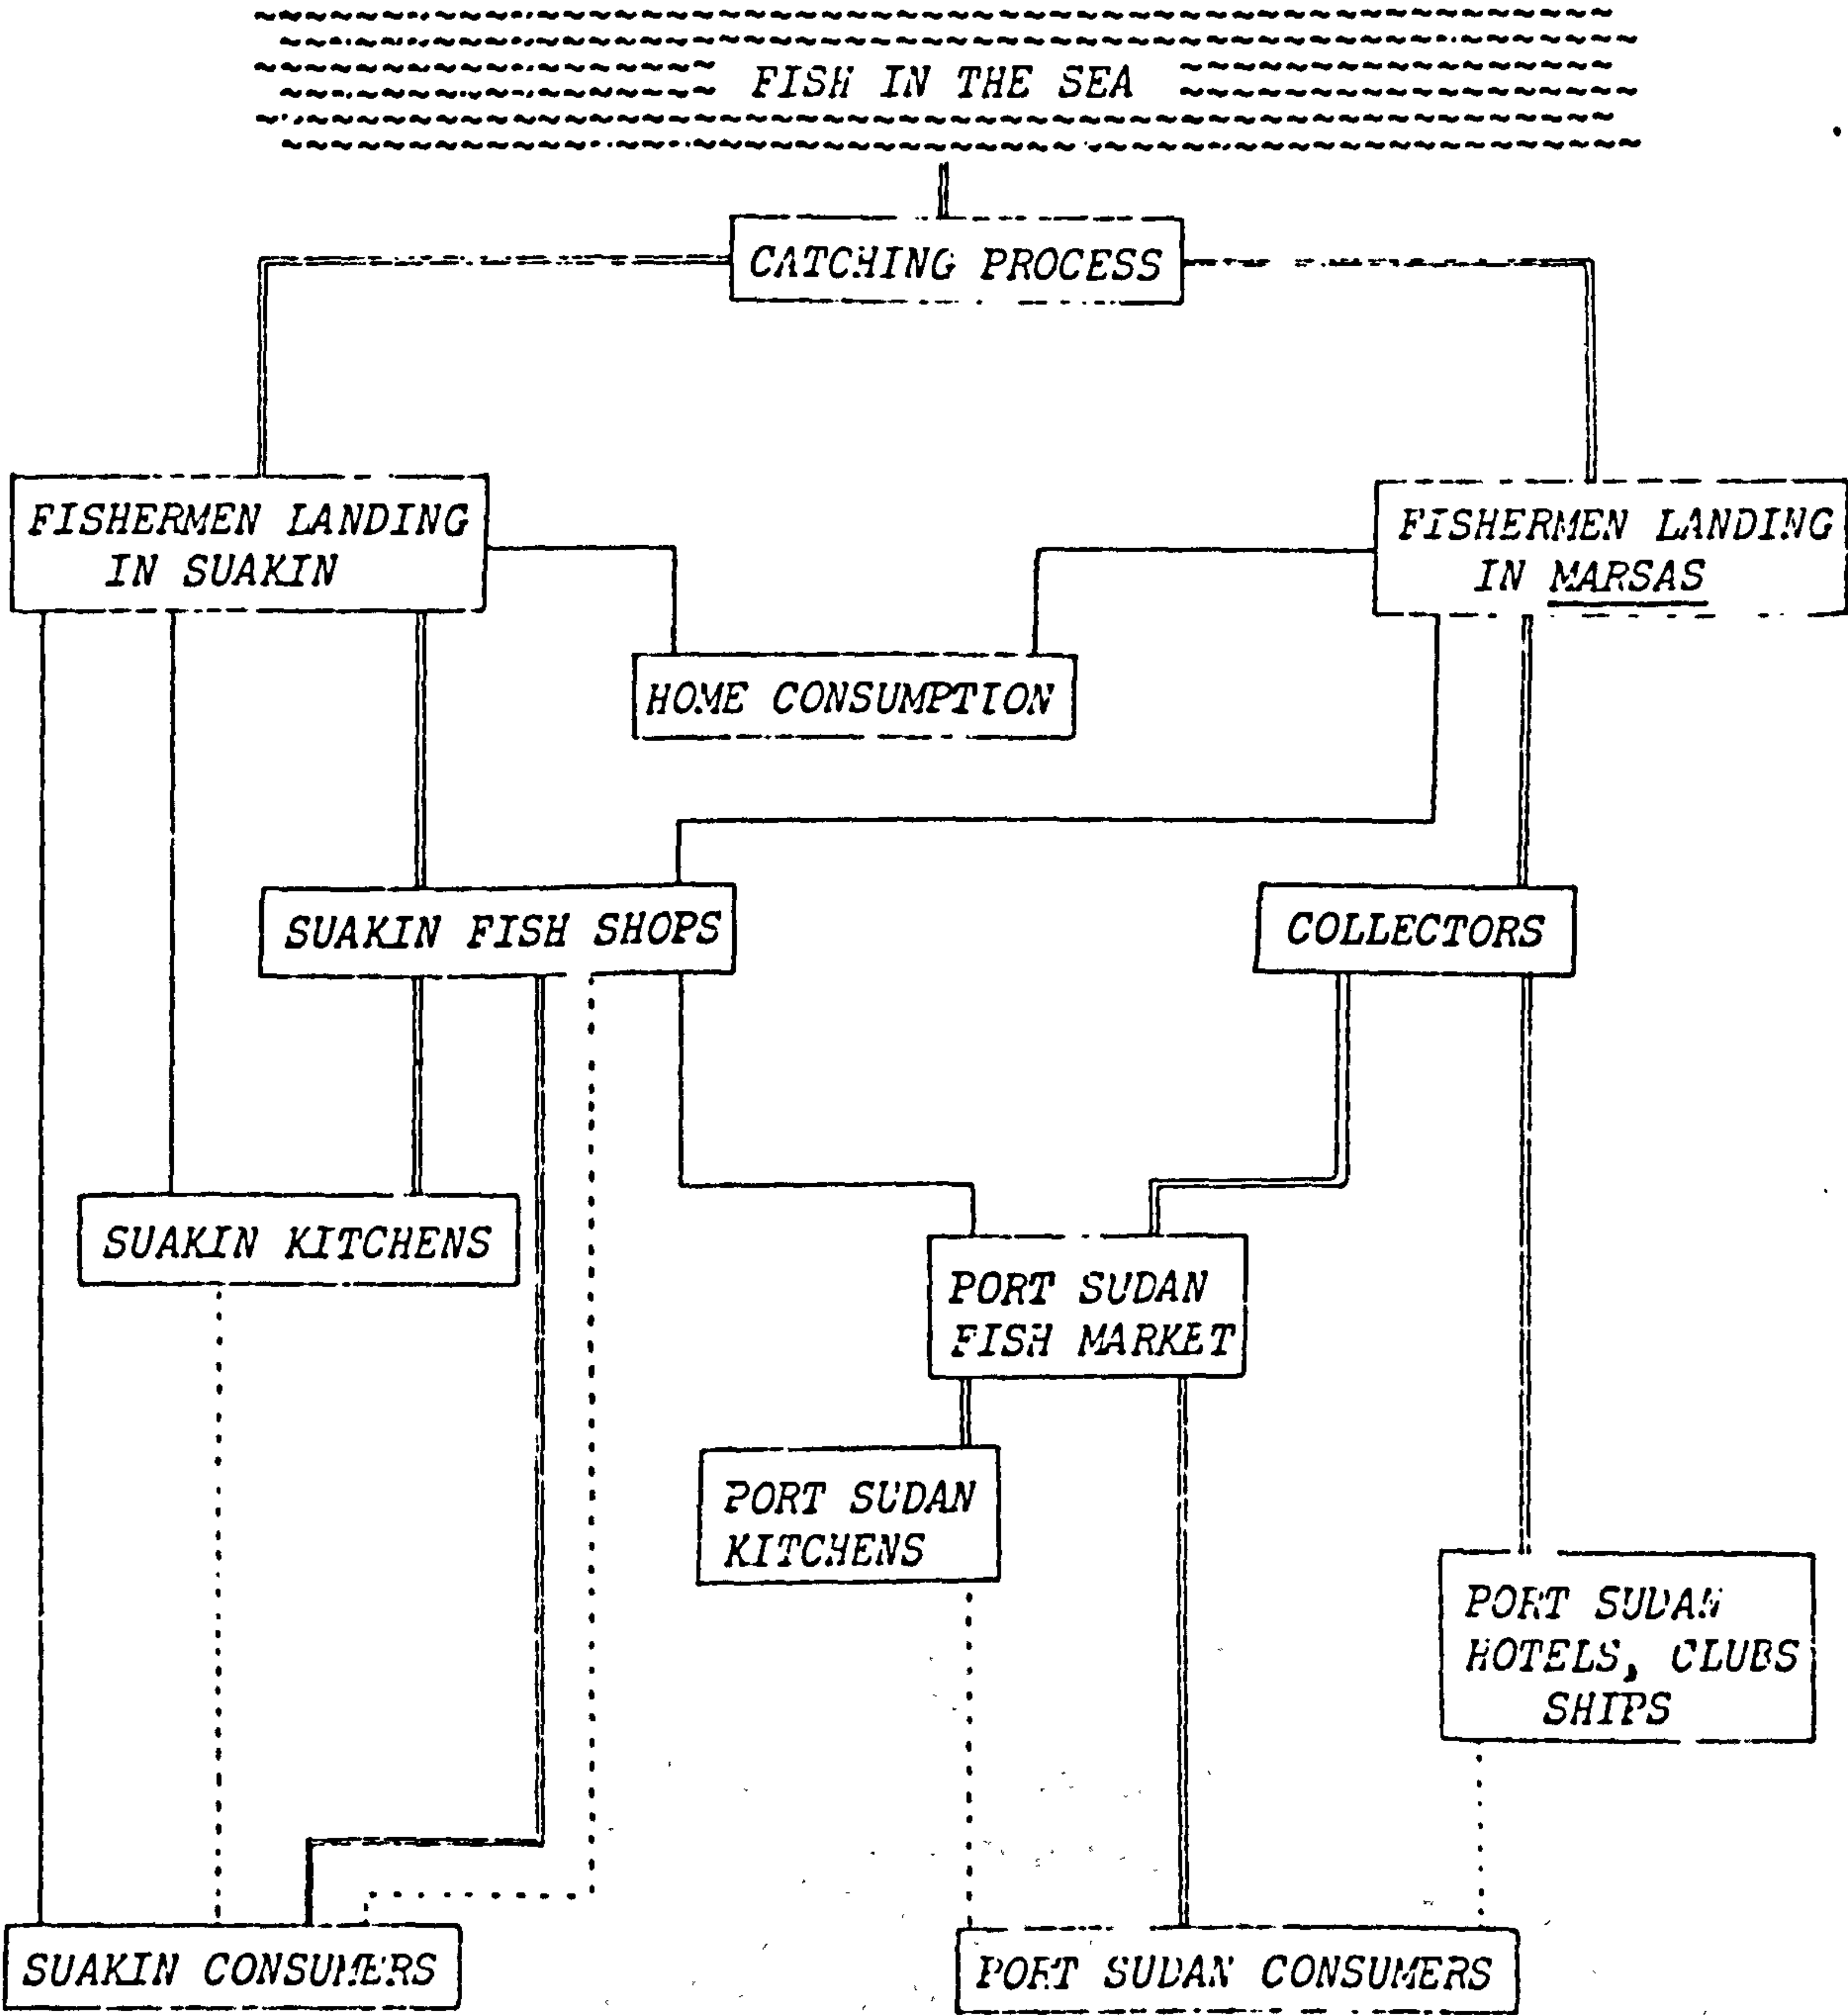 FISH IN THE SEA
CATCHING PROCESS
FISHERMEN LANDING
IN SUAKIN
FISHERMEN LANDING
IN MARSAS
HOME CONSUMPTION
SUAKIN FISH SHOPS
COLLECTORS
SUAKIN KITCHENS
PORT SUDAN
FISH MARKET
PORT SUDAN
KITCHENS
PORT SUDAN
HOTELS, CLUBS
SHIPS
SUAKIN CONSUMERS
PORT SUDAN CONSUMERS